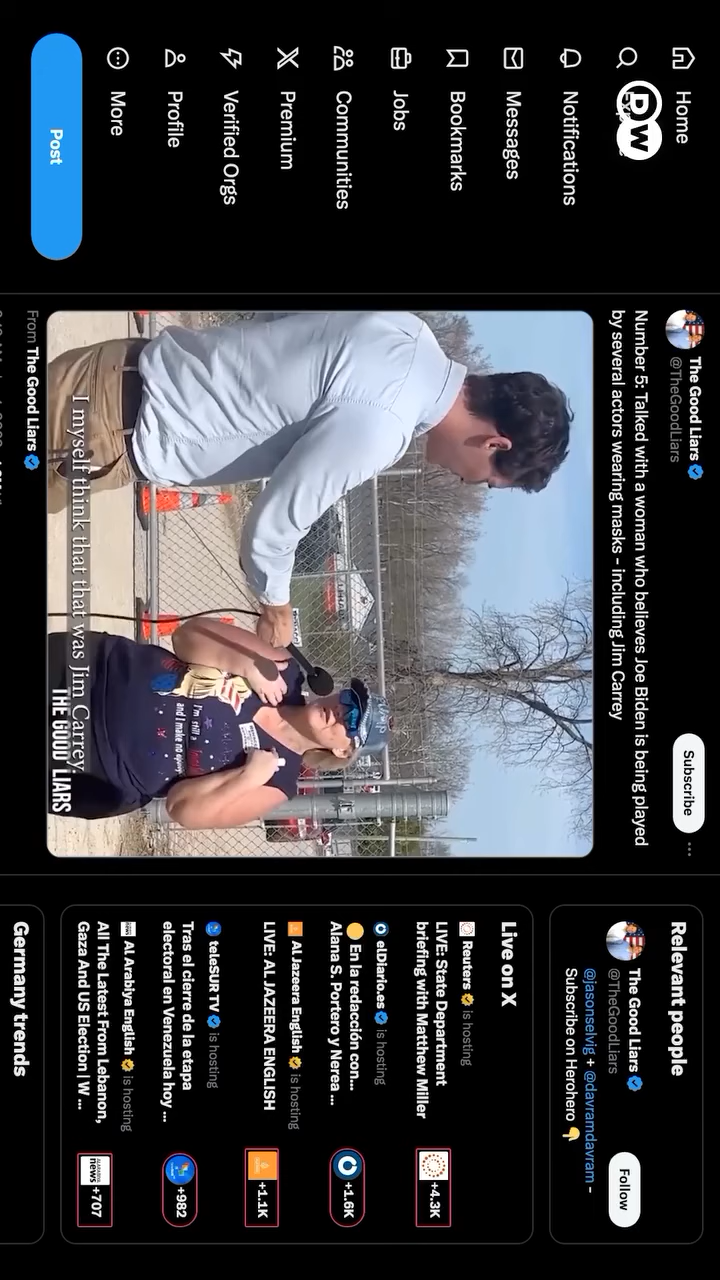 Home
DW
Notifications
Messages
Bookmarks
Jobs
Communities
Premium
Verified Orgs
Profile
More
Post
The Good Liars
@TheGoodLiars
Subscribe
Number 5: Talked with a woman who believes Joe Biden is being played
by several actors wearing masks - including Jim Carrey
I'm still a
and I make no
I myself think that that was Jim Carrey.
THE GOOD LIARS
From The Good Liars
Relevant people
The Good Liars
@TheGoodLiars
Follow
@jasonselvig + @davramdavram -
Subscribe on Herohero 👇
Live on X
Reuters is hosting
LIVE: State Department
briefing with Matthew Miller
+4.3K
elDiario.es is hosting
🟡 En la redacción con...
Alana S. Portero y Nerea ...
+1.6K
Al Jazeera English is hosting
LIVE: AL JAZEERA ENGLISH
+1.1K
teleSUR TV is hosting
Tras el cierre de la etapa
electoral en Venezuela hoy ...
+982
Al Arabiya English is hosting
All The Latest From Lebanon,
Gaza And US Election | W ...
news
+707
Germany trends